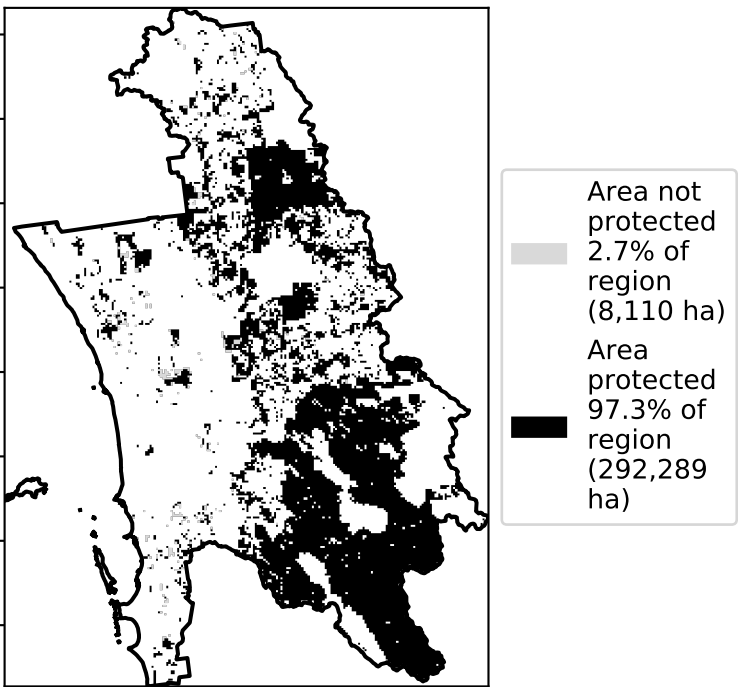 Area not
protected
2.7% of
region
(8,110 ha)
Area
protected
97.3% of
region
(292,289
ha)